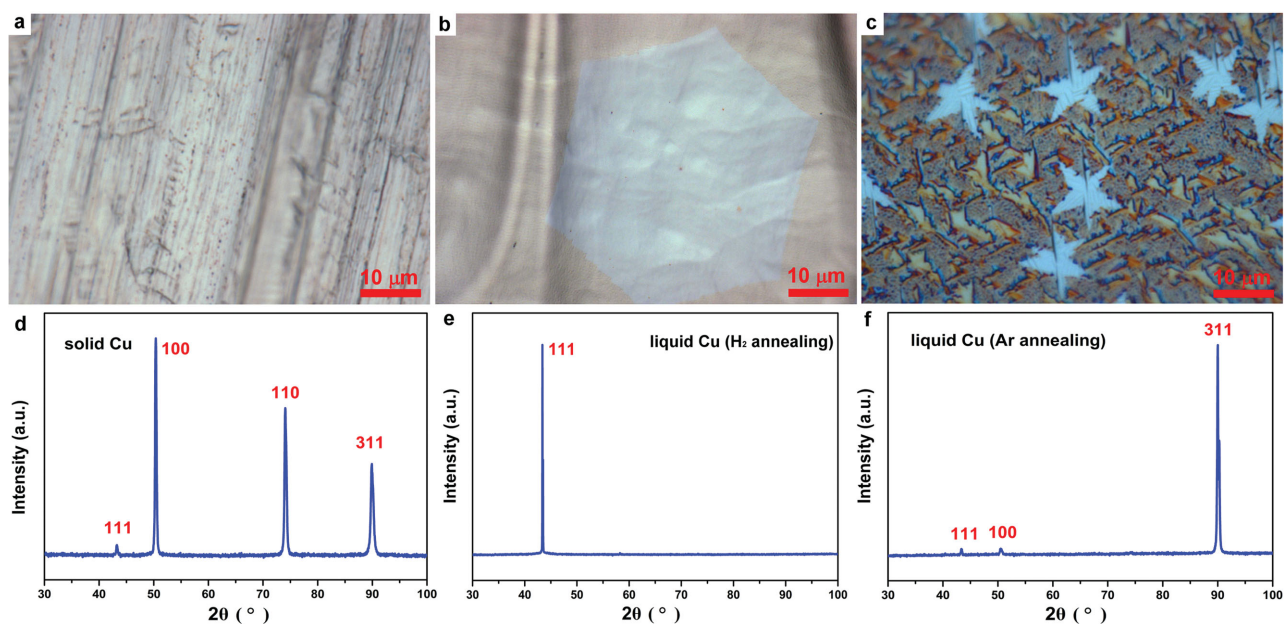 a
b
c
10 μm
10 μm
10 μm
d
solid Cu
100
110
311
111
Intensity (a.u.)
30 40 50 60 70 80 90 100
2θ ( ° )
e
liquid Cu (H₂ annealing)
111
Intensity (a.u.)
30 40 50 60 70 80 90 100
2θ ( ° )
f
liquid Cu (Ar annealing)
311
111
100
Intensity (a.u.)
30 40 50 60 70 80 90 100
2θ ( ° )